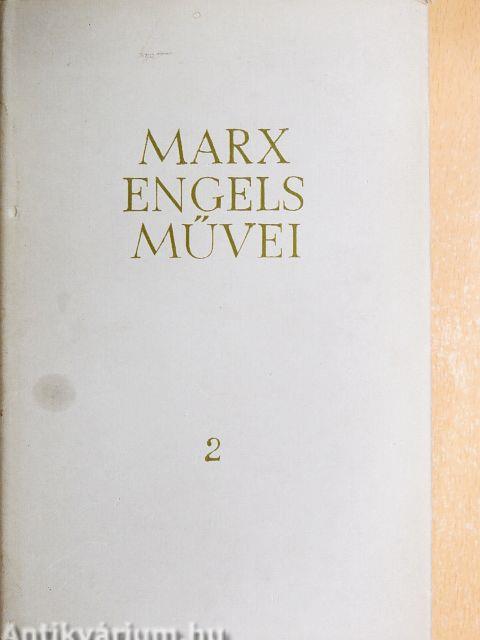 MARX
ENGELS
MŰVEI
2
Antikvárium.hu